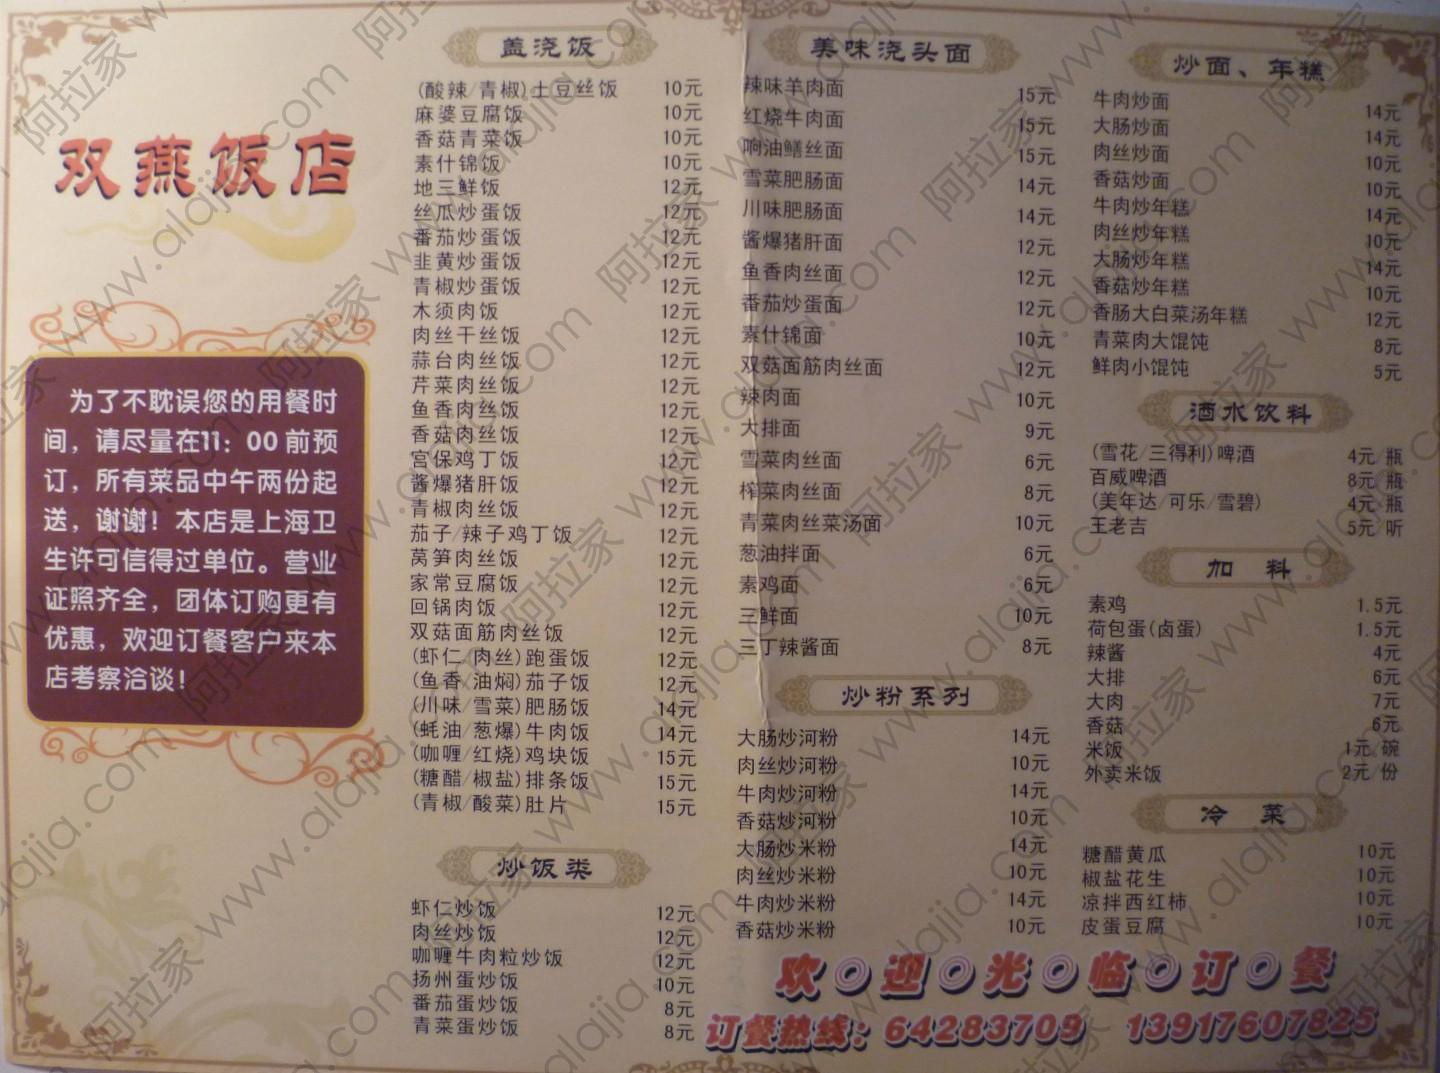 双燕饭店
为了不耽误您的用餐时
间，请尽量在11：00前预
订，所有菜品中午两份起
送，谢谢！本店是上海卫
生许可信得过单位。营业
证照齐全，团体订购更有
优惠，欢迎订餐客户来本
店考察洽谈！
盖浇饭
(酸辣/青椒)土豆丝饭 10元
麻婆豆腐饭 10元
香菇青菜饭 10元
素什锦饭 10元
地三鲜饭 12元
丝瓜炒蛋饭 12元
番茄炒蛋饭 12元
韭黄炒蛋饭 12元
青椒炒蛋饭 12元
木须肉饭 12元
肉丝干丝饭 12元
蒜台肉丝饭 12元
芹菜肉丝饭 12元
鱼香肉丝饭 12元
香菇肉丝饭 12元
宫保鸡丁饭 12元
酱爆猪肝饭 12元
青椒肉丝饭 12元
茄子/辣子鸡丁饭 12元
莴笋肉丝饭 12元
家常豆腐饭 12元
回锅肉饭 12元
双菇面筋肉丝饭 12元
(虾仁/肉丝)跑蛋饭 12元
(鱼香/油焖)茄子饭 12元
(川味/雪菜)肥肠饭 14元
(蚝油/葱爆)牛肉饭 14元
(咖喱/红烧)鸡块饭 15元
(糖醋/椒盐)排条饭 15元
(青椒/酸菜)肚片 15元
炒饭类
虾仁炒饭 12元
肉丝炒饭 12元
咖喱牛肉粒炒饭 12元
扬州蛋炒饭 10元
番茄蛋炒饭 8元
青菜蛋炒饭 8元
美味浇头面
辣味羊肉面 15元
红烧牛肉面 15元
响油鳝丝面 15元
雪菜肥肠面 14元
川味肥肠面 14元
酱爆猪肝面 12元
鱼香肉丝面 12元
番茄炒蛋面 12元
素什锦面 10元
双菇面筋肉丝面 12元
辣肉面 10元
大排面 9元
雪菜肉丝面 6元
榨菜肉丝面 8元
青菜肉丝菜汤面 10元
葱油拌面 6元
素鸡面 6元
三鲜面 10元
三丁辣酱面 8元
炒粉系列
大肠炒河粉 14元
肉丝炒河粉 10元
牛肉炒河粉 14元
香菇炒河粉 10元
大肠炒米粉 14元
肉丝炒米粉 10元
牛肉炒米粉 14元
香菇炒米粉 10元
炒面、年糕
牛肉炒面 14元
大肠炒面 14元
肉丝炒面 10元
香菇炒面 10元
牛肉炒年糕 14元
肉丝炒年糕 10元
大肠炒年糕 14元
香菇炒年糕 10元
香肠大白菜汤年糕 12元
青菜肉大馄饨 8元
鲜肉小馄饨 5元
酒水饮料
(雪花/三得利)啤酒 4元/瓶
百威啤酒 8元/瓶
(美年达/可乐/雪碧) 4元/瓶
王老吉 5元/听
加料
素鸡 1.5元
荷包蛋(卤蛋) 1.5元
辣酱 4元
大排 6元
大肉 7元
香菇 6元
米饭 1元/碗
外卖米饭 2元/份
冷菜
糖醋黄瓜 10元
椒盐花生 10元
凉拌西红柿 10元
皮蛋豆腐 10元
欢迎光临订餐
订餐热线：64283709 13917607825
阿拉家 www.alajia.com